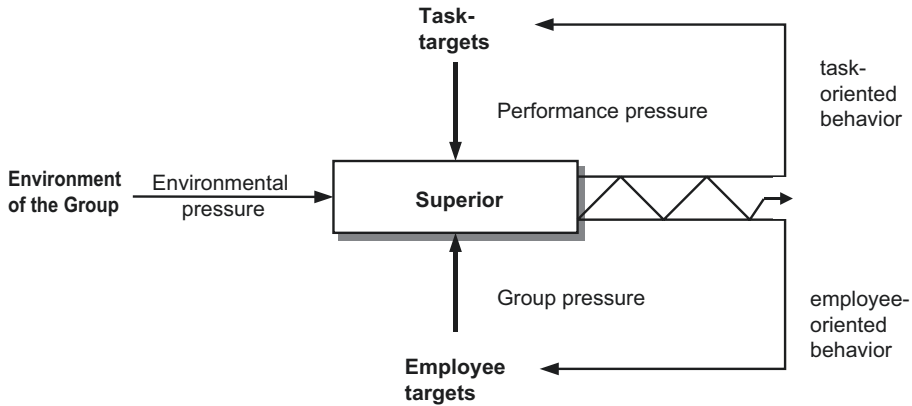 Task-
targets
task-
oriented
behavior
Performance pressure
Environment
of the Group
Environmental
pressure
Superior
Group pressure
employee-
oriented
behavior
Employee
targets